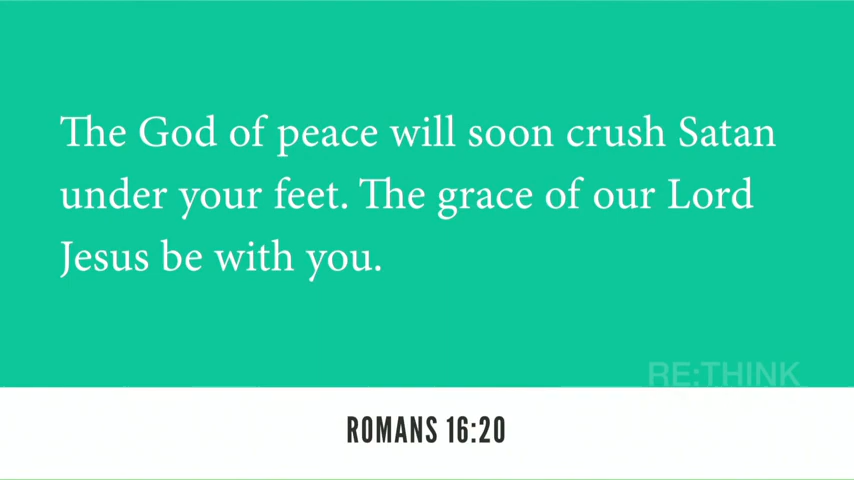 The God of peace will soon crush Satan
under your feet. The grace of our Lord
Jesus be with you.
RE:THINK
ROMANS 16:20